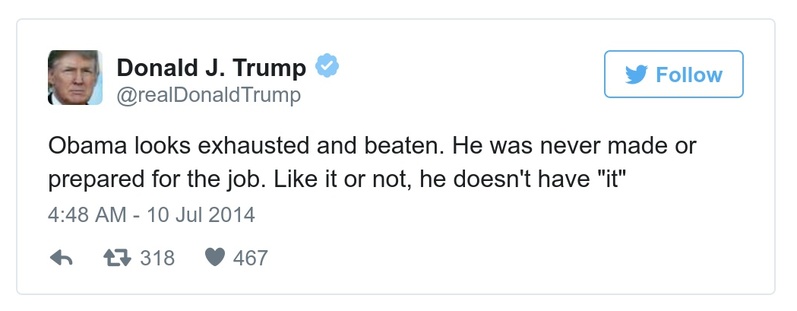 Donald J. Trump
@realDonaldTrump
Follow
Obama looks exhausted and beaten. He was never made or
prepared for the job. Like it or not, he doesn't have "it"
4:48 AM - 10 Jul 2014
318 467